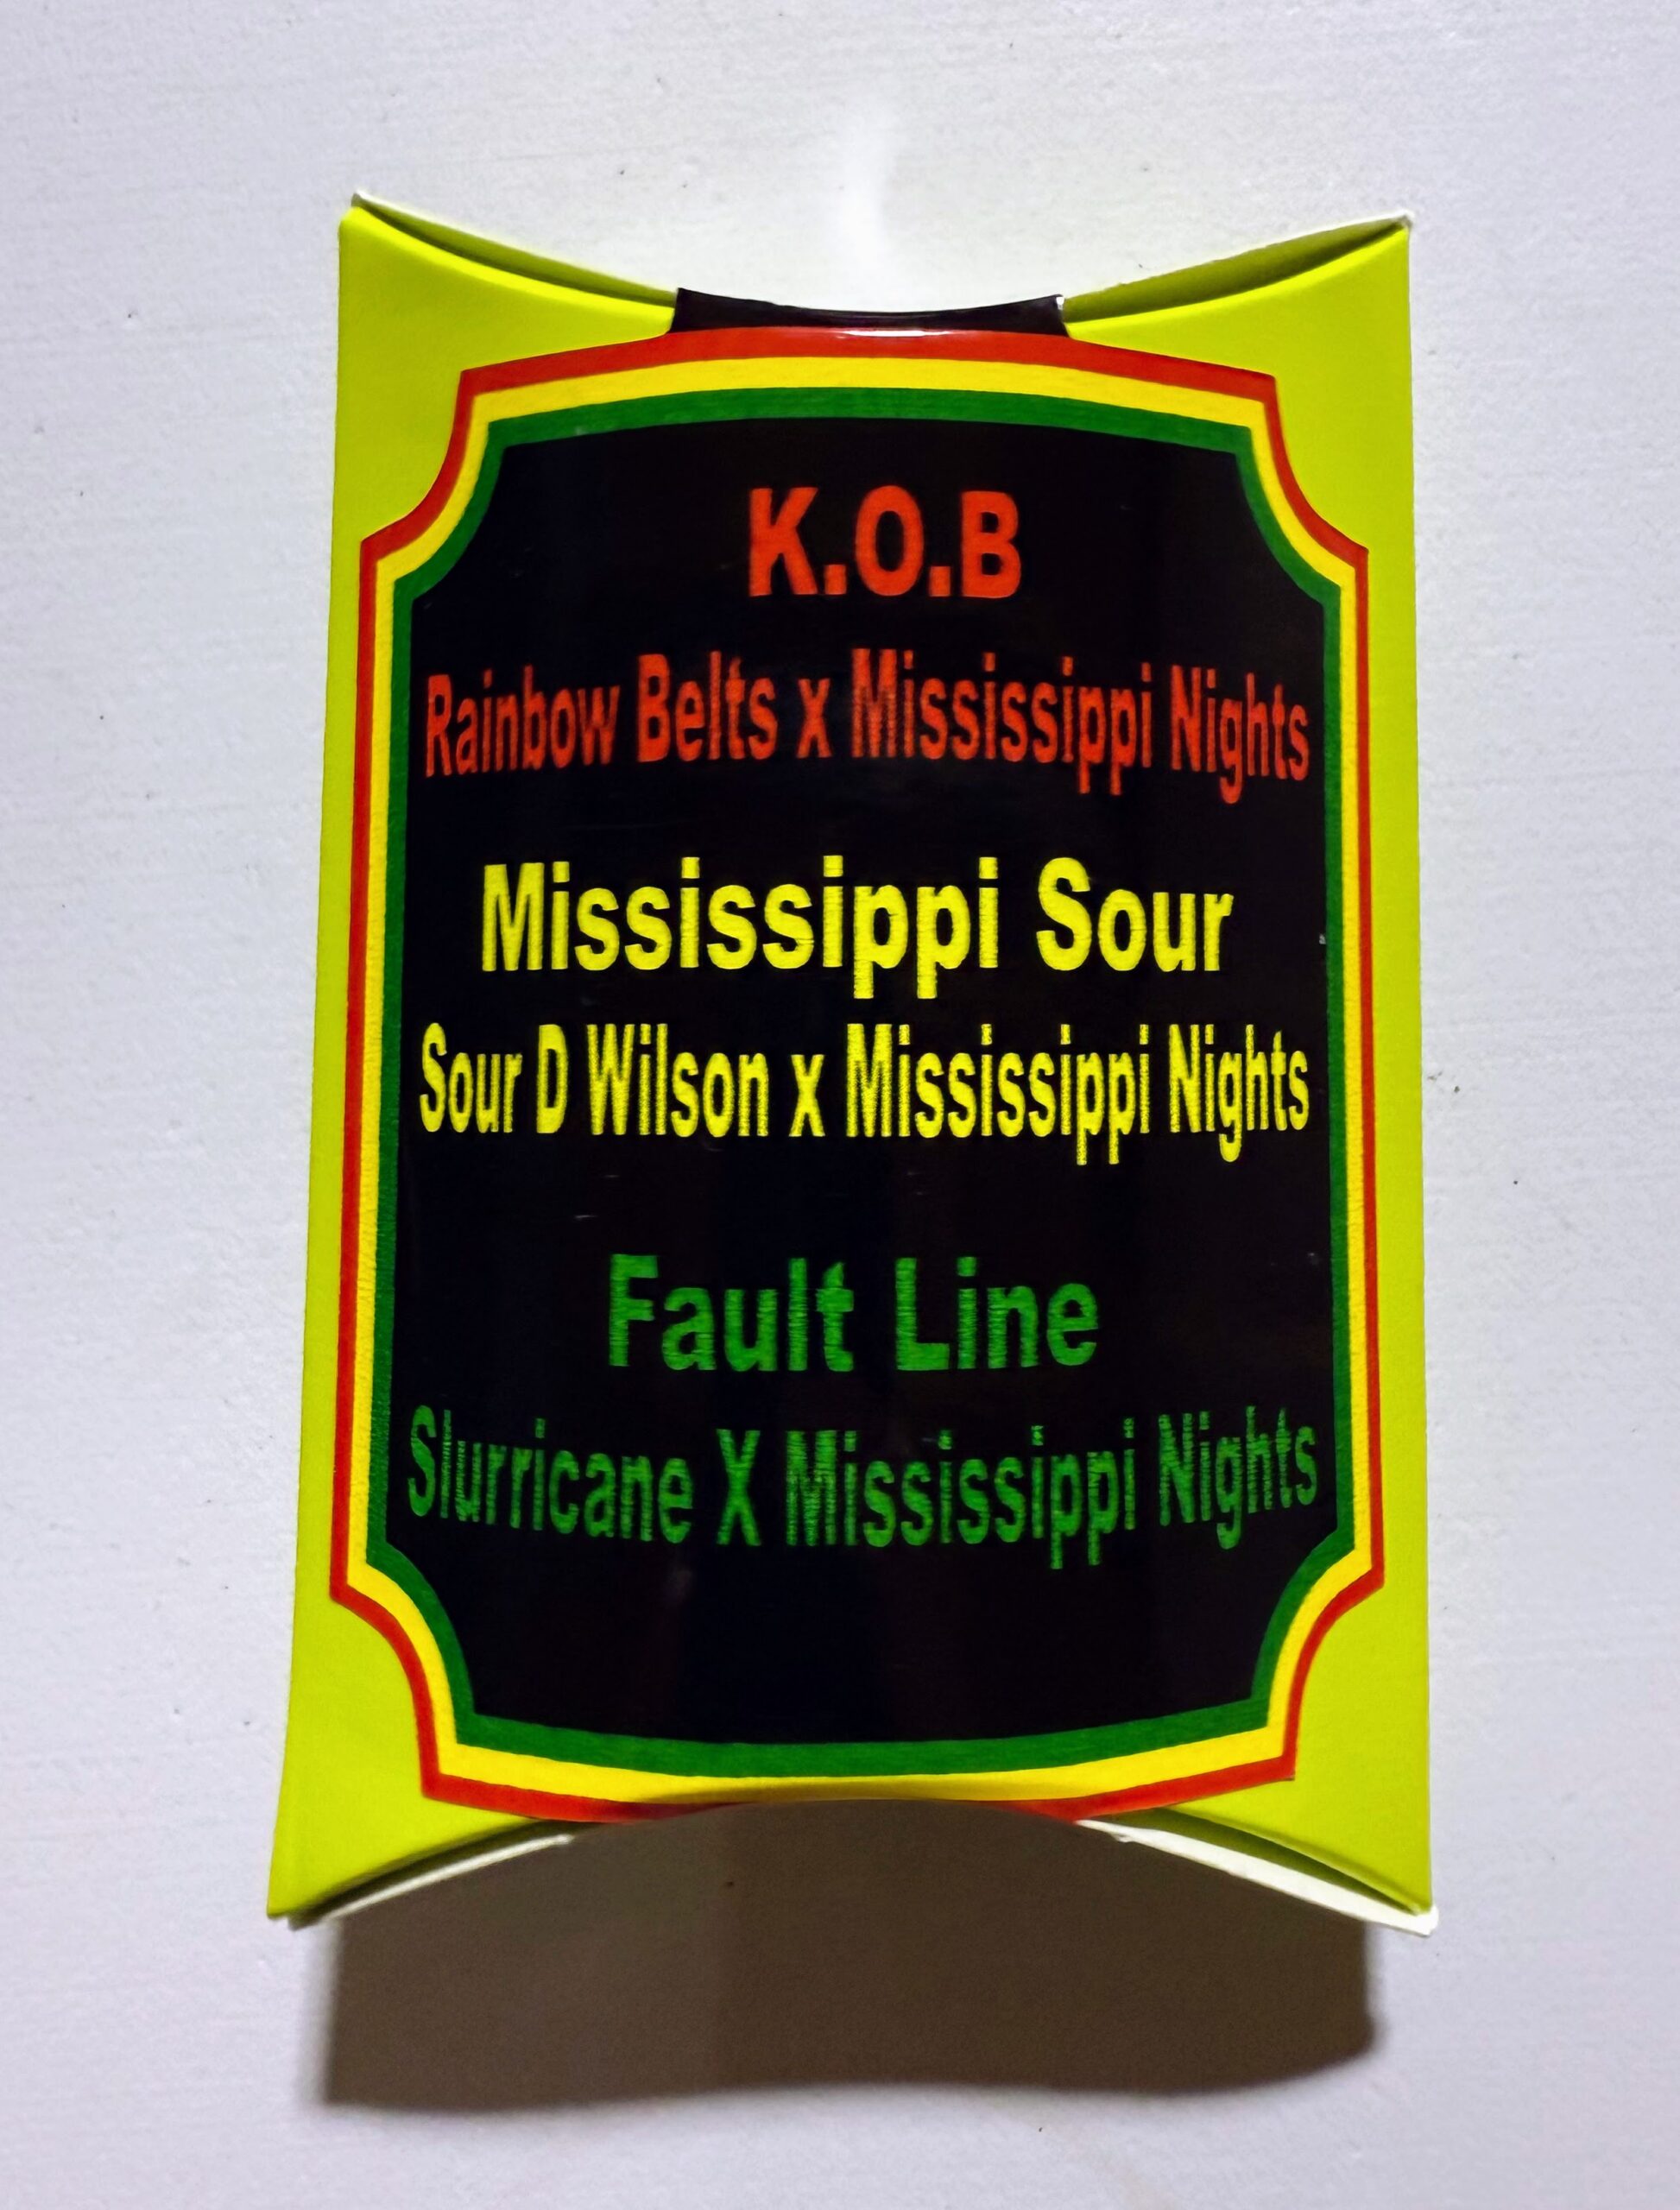 K.O.B
Rainbow Belts x Mississippi Nights
Mississippi Sour
Sour D Wilson x Mississippi Nights
Fault Line
Slurricane X Mississippi Nights